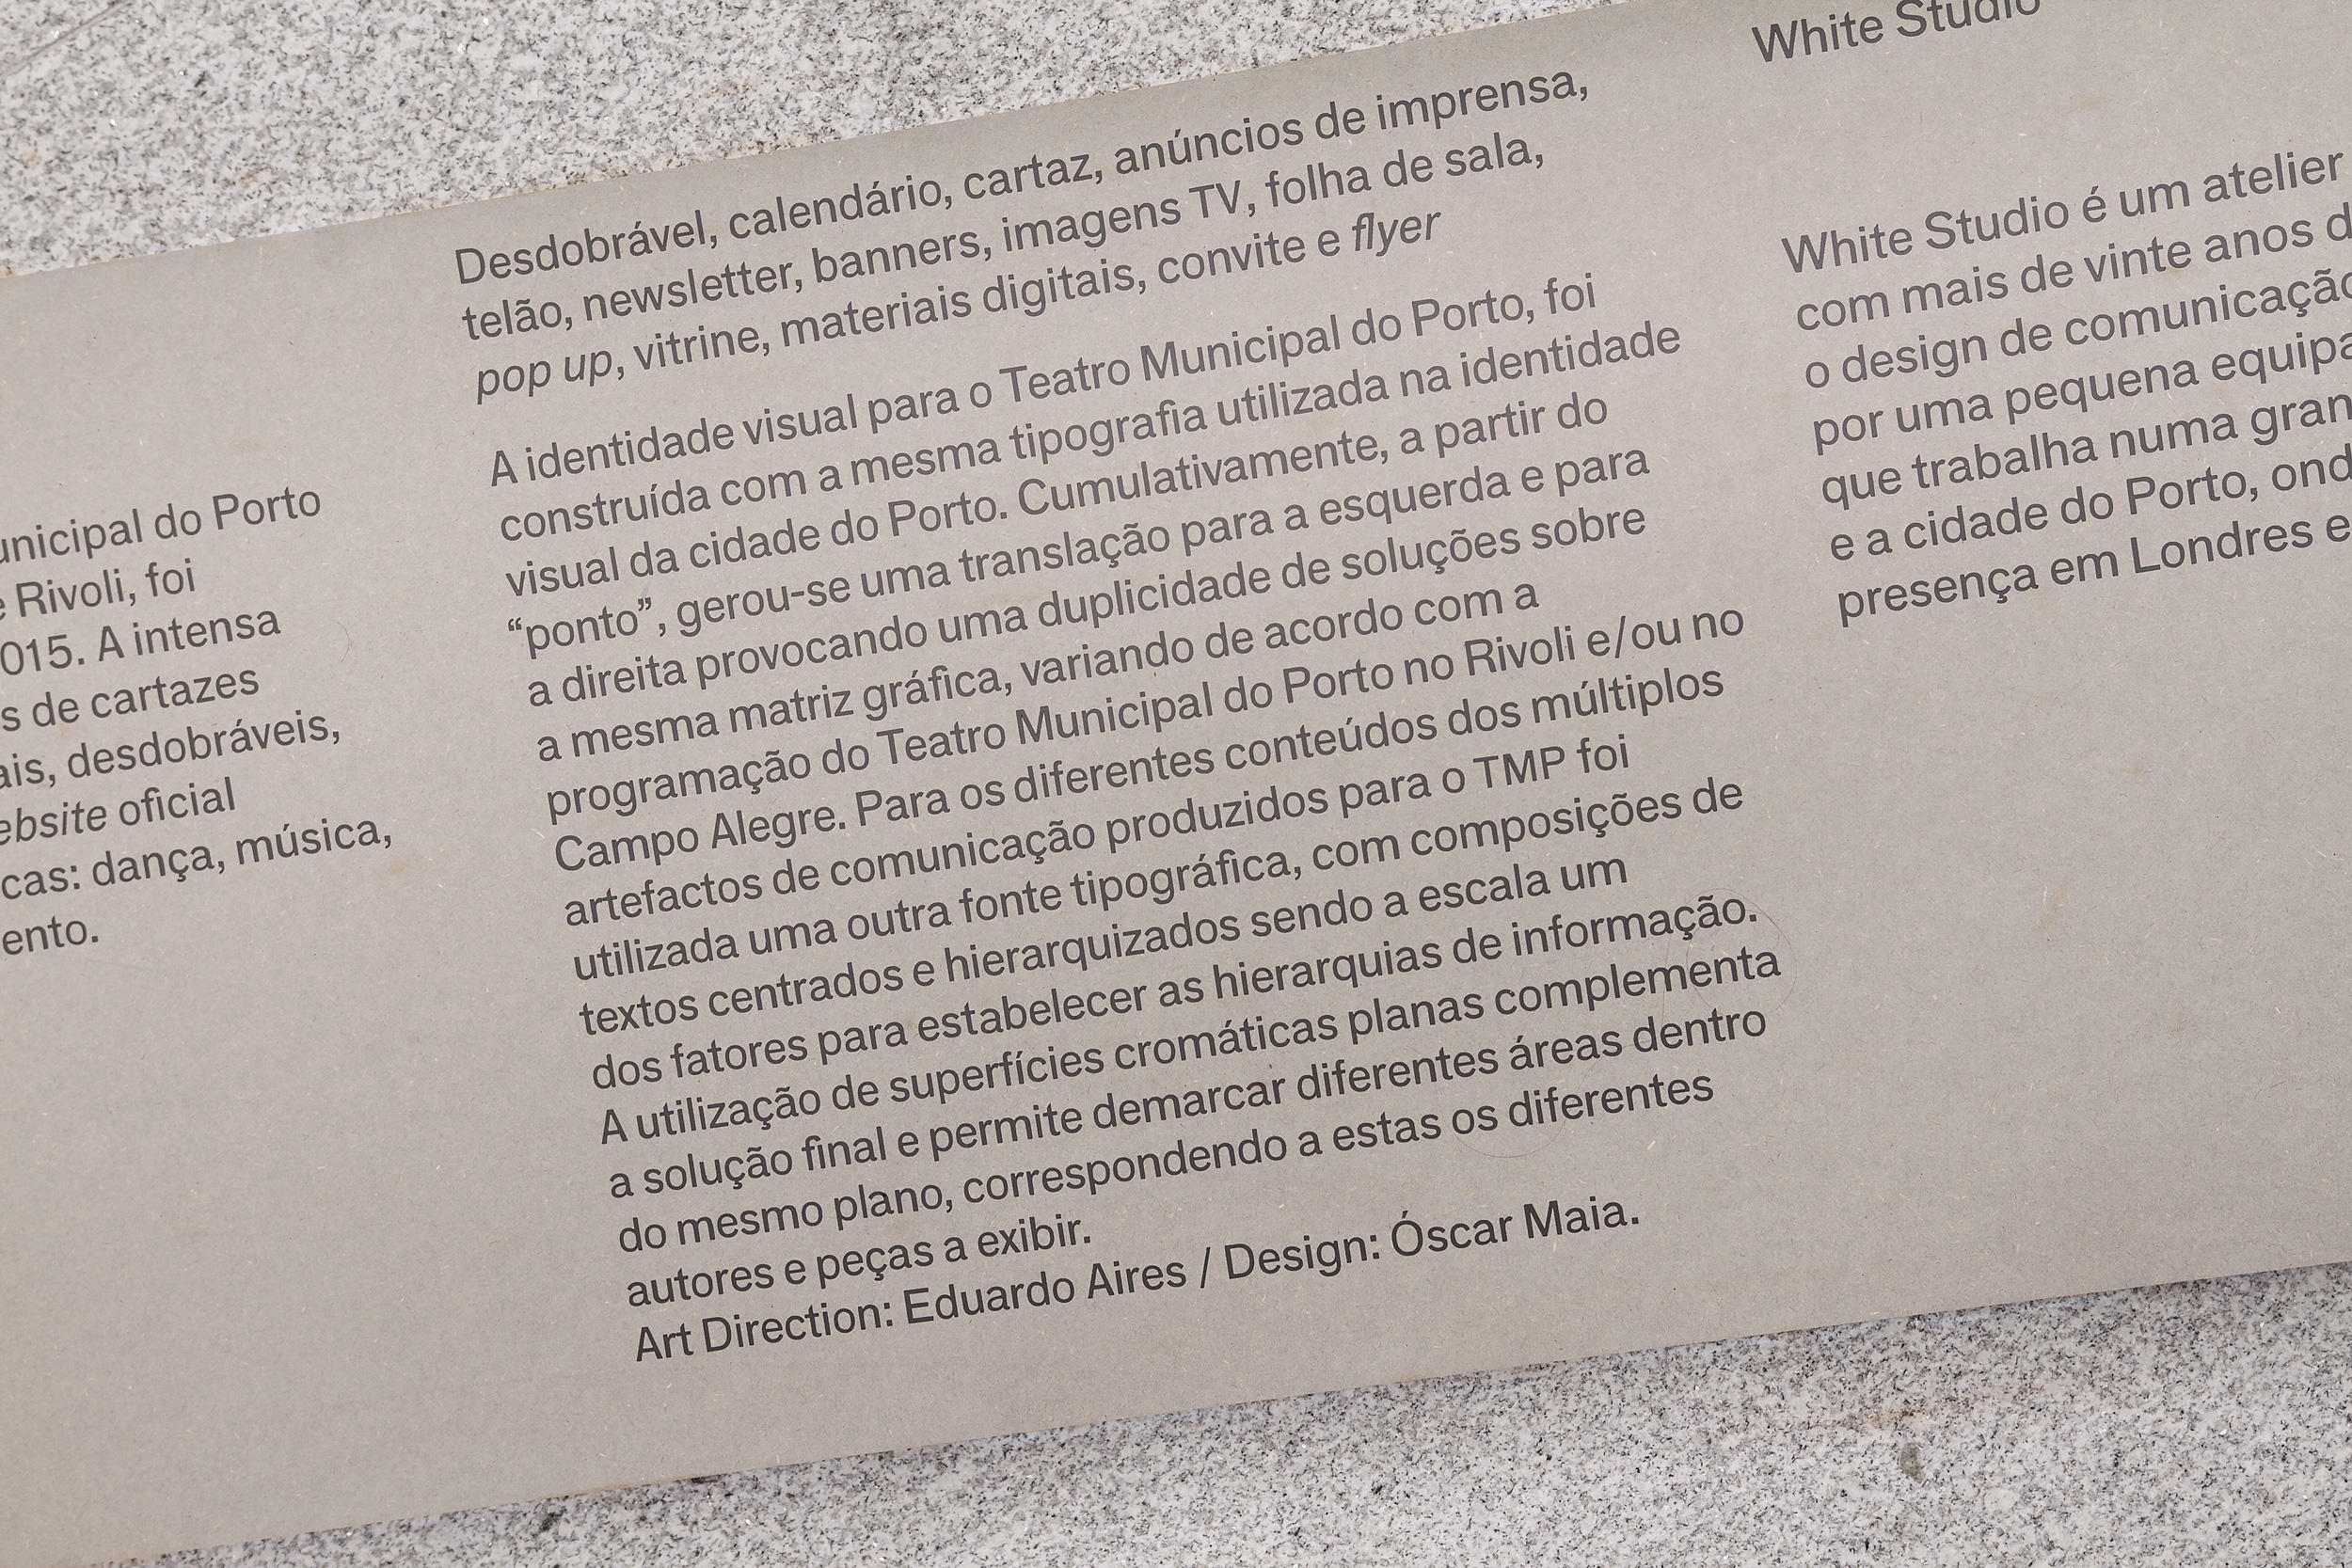 unicipal do Porto
e Rivoli, foi
015. A intensa
s de cartazes
ais, desdobráveis,
ebsite oficial
cas: dança, música,
ento.
Desdobrável, calendário, cartaz, anúncios de imprensa,
telão, newsletter, banners, imagens TV, folha de sala,
pop up, vitrine, materiais digitais, convite e flyer
A identidade visual para o Teatro Municipal do Porto, foi
construída com a mesma tipografia utilizada na identidade
visual da cidade do Porto. Cumulativamente, a partir do
“ponto”, gerou-se uma translação para a esquerda e para
a direita provocando uma duplicidade de soluções sobre
a mesma matriz gráfica, variando de acordo com a
programação do Teatro Municipal do Porto no Rivoli e/ou no
Campo Alegre. Para os diferentes conteúdos dos múltiplos
artefactos de comunicação produzidos para o TMP foi
utilizada uma outra fonte tipográfica, com composições de
textos centrados e hierarquizados sendo a escala um
dos fatores para estabelecer as hierarquias de informação.
A utilização de superfícies cromáticas planas complementa
a solução final e permite demarcar diferentes áreas dentro
do mesmo plano, correspondendo a estas os diferentes
autores e peças a exibir.
Art Direction: Eduardo Aires / Design: Óscar Maia.
White Studio
White Studio é um atelier
com mais de vinte anos d
o design de comunicação
por uma pequena equipa
que trabalha numa gran
e a cidade do Porto, ond
presença em Londres e